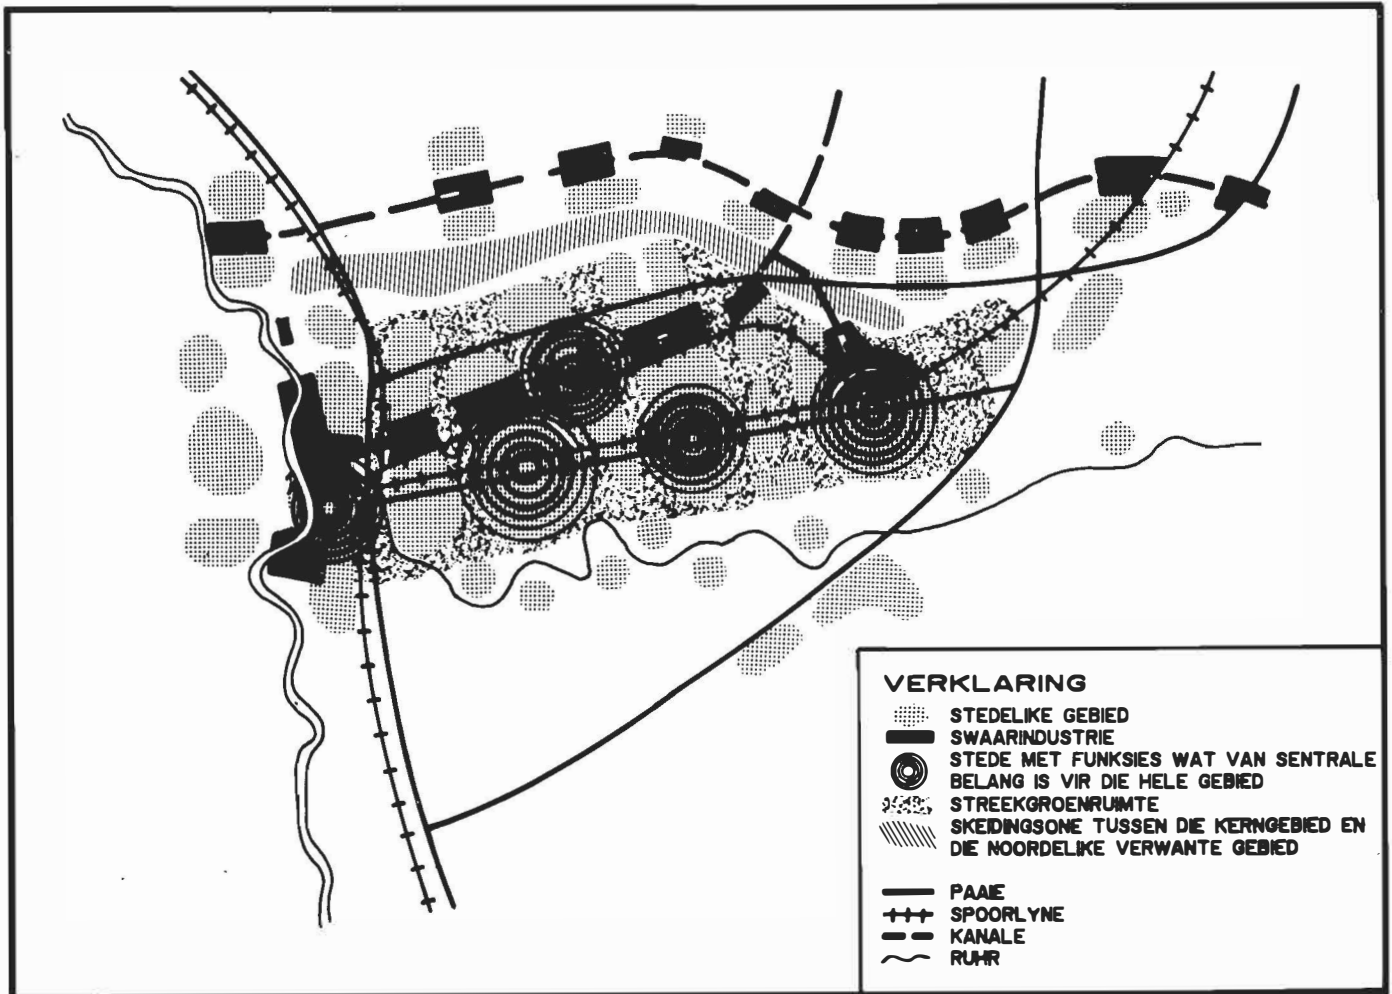 VERKLARING
STEDELIKE GEBIED
SWAARINDUSTRIE
STEDE MET FUNKSIES WAT VAN SENTRALE
BELANG IS VIR DIE HELE GEBIED
STREEKGROENRUIMTE
SKEIDINGSONE TUSSEN DIE KERNGEBIED EN
DIE NOORDELIKE VERWANTE GEBIED
PAAIE
SPOORLYNE
KANALE
RUHR